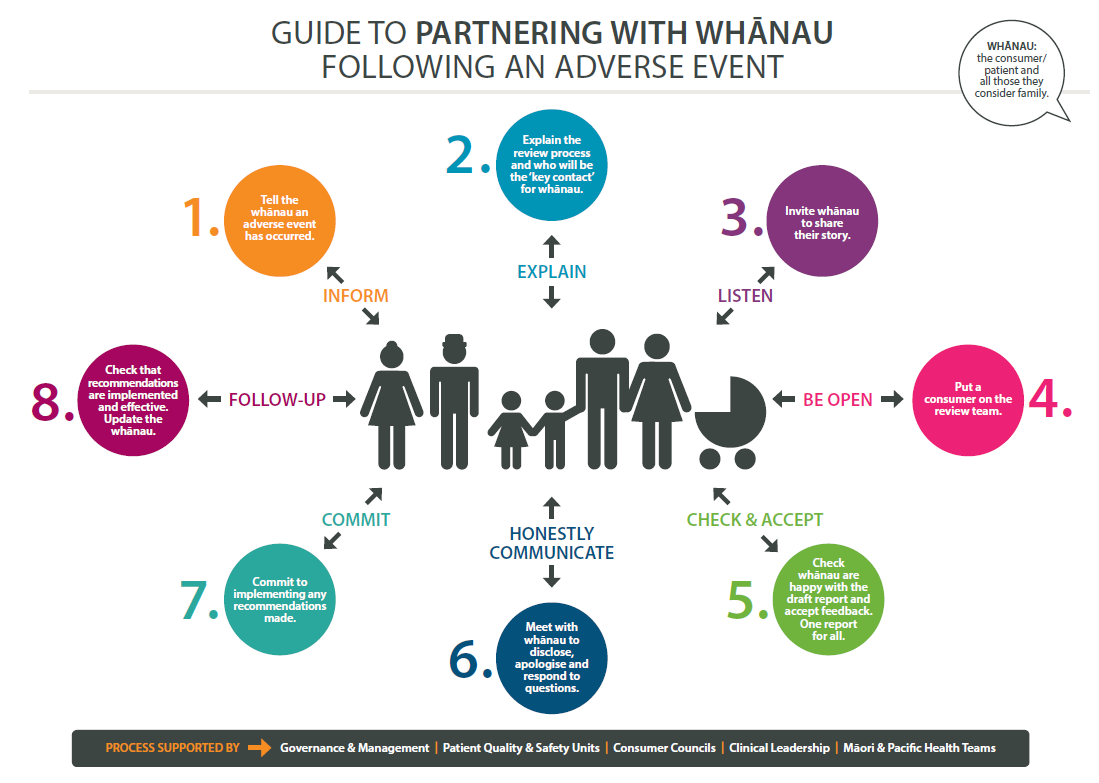 GUIDE TO PARTNERING WITH WHĀNAU
FOLLOWING AN ADVERSE EVENT
WHĀNAU:
the consumer/
patient and
all those they
consider family.
1.
Tell the
whānau an
adverse event
has occurred.
INFORM
2.
Explain the
review process
and who will be
the ‘key contact’
for whānau.
EXPLAIN
3.
Invite whānau
to share
their story.
LISTEN
4.
Put a
consumer on the
review team.
BE OPEN
5.
Check
whānau are
happy with the
draft report and
accept feedback.
One report
for all.
CHECK & ACCEPT
6.
Meet with
whānau to
disclose,
apologise and
respond to
questions.
HONESTLY
COMMUNICATE
7.
Commit to
implementing any
recommendations
made.
COMMIT
8.
Check that
recommendations
are implemented
and effective.
Update the
whānau.
FOLLOW-UP
PROCESS SUPPORTED BY Governance & Management | Patient Quality & Safety Units | Consumer Councils | Clinical Leadership | Māori & Pacific Health Teams